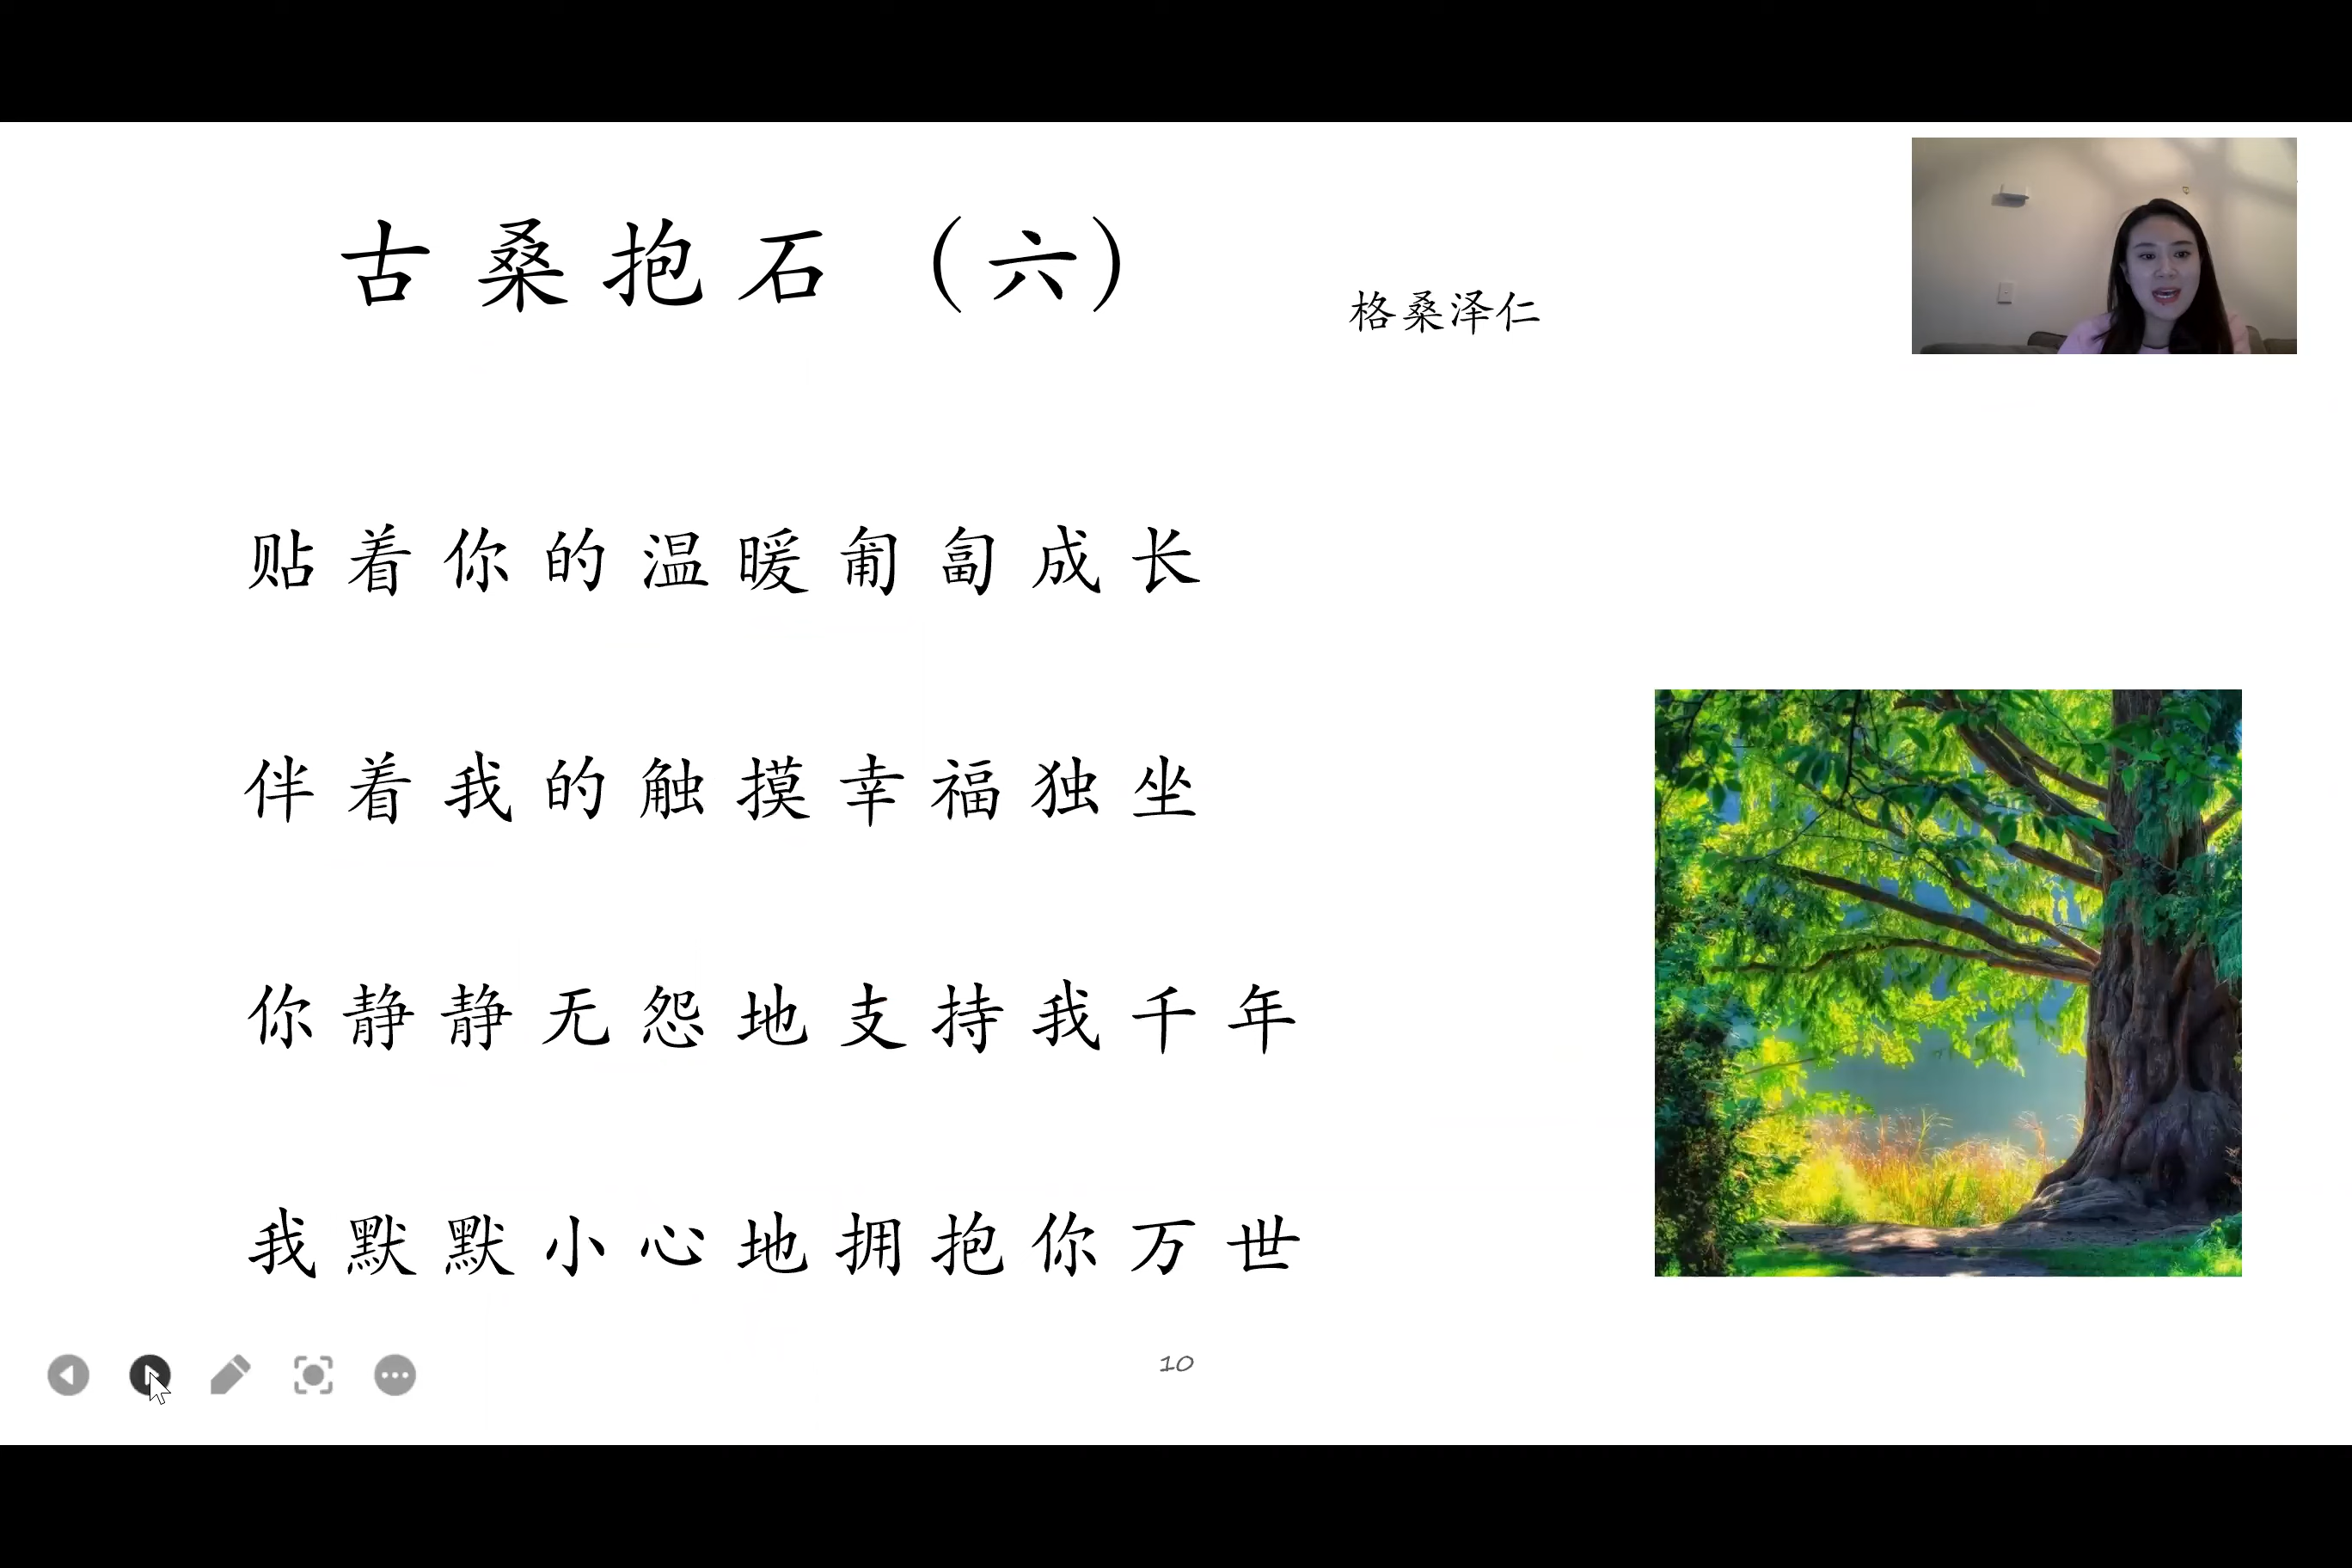 古桑抱石（六）
格桑泽仁
贴着你的温暖匍匐成长
伴着我的触摸幸福独坐
你静静无怨地支持我千年
我默默小心地拥抱你万世
10